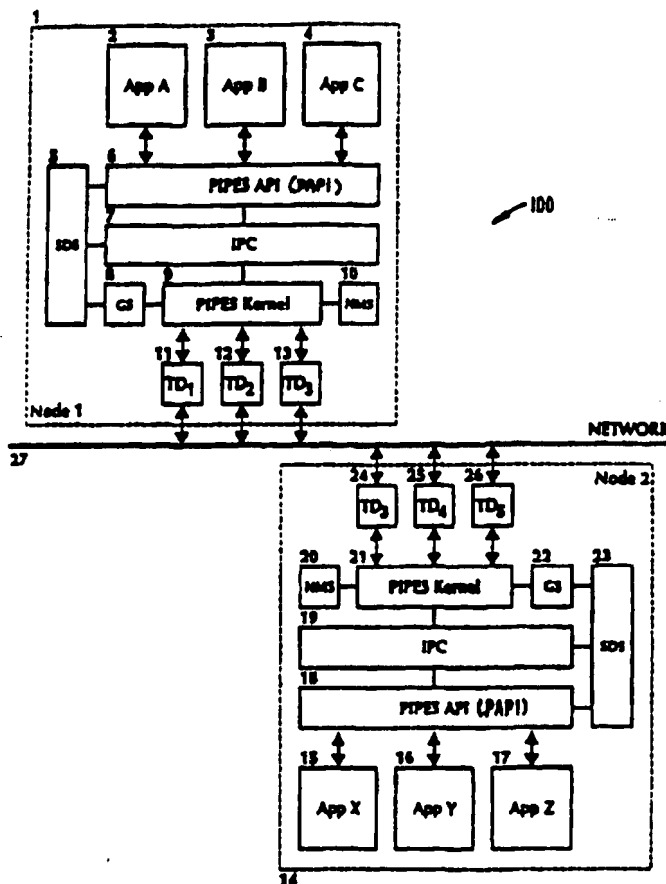 1
2 3 4
App A App B App C
5 6
PIPES API (PAPI)
7
SDS IPC
8 9 10
GS PIPES Kernel NMS
11 12 13
TD1 TD2 TD3
Node 1
100
NETWORK
27
24 25 26 Node 2
TD3 TD4 TD5
20 21 22 23
NMS PIPES Kernel GS
19
IPC SDS
18
PIPES API (PAPI)
15 16 17
App X App Y App Z
14